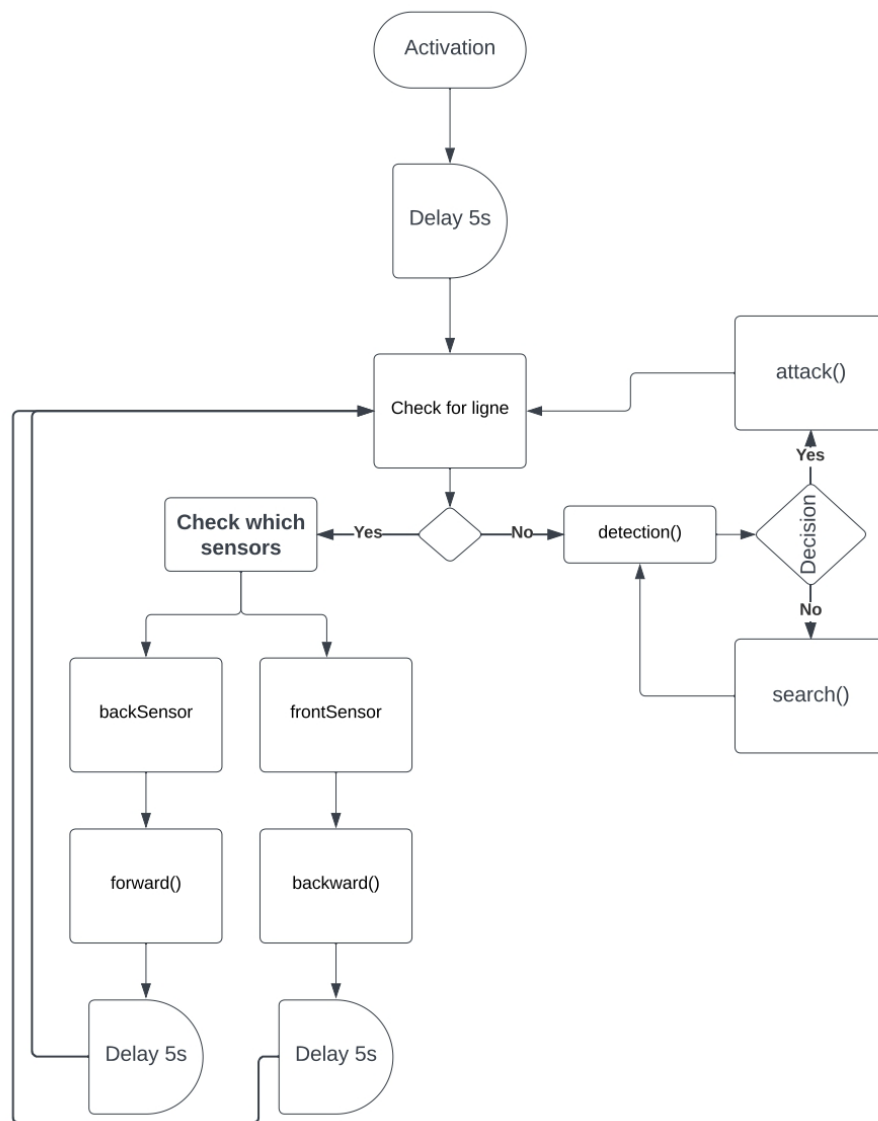 Activation
Delay 5s
Check for ligne
attack()
Yes
Check which
sensors
Yes
No
detection()
Decision
No
search()
backSensor
frontSensor
forward()
backward()
Delay 5s
Delay 5s